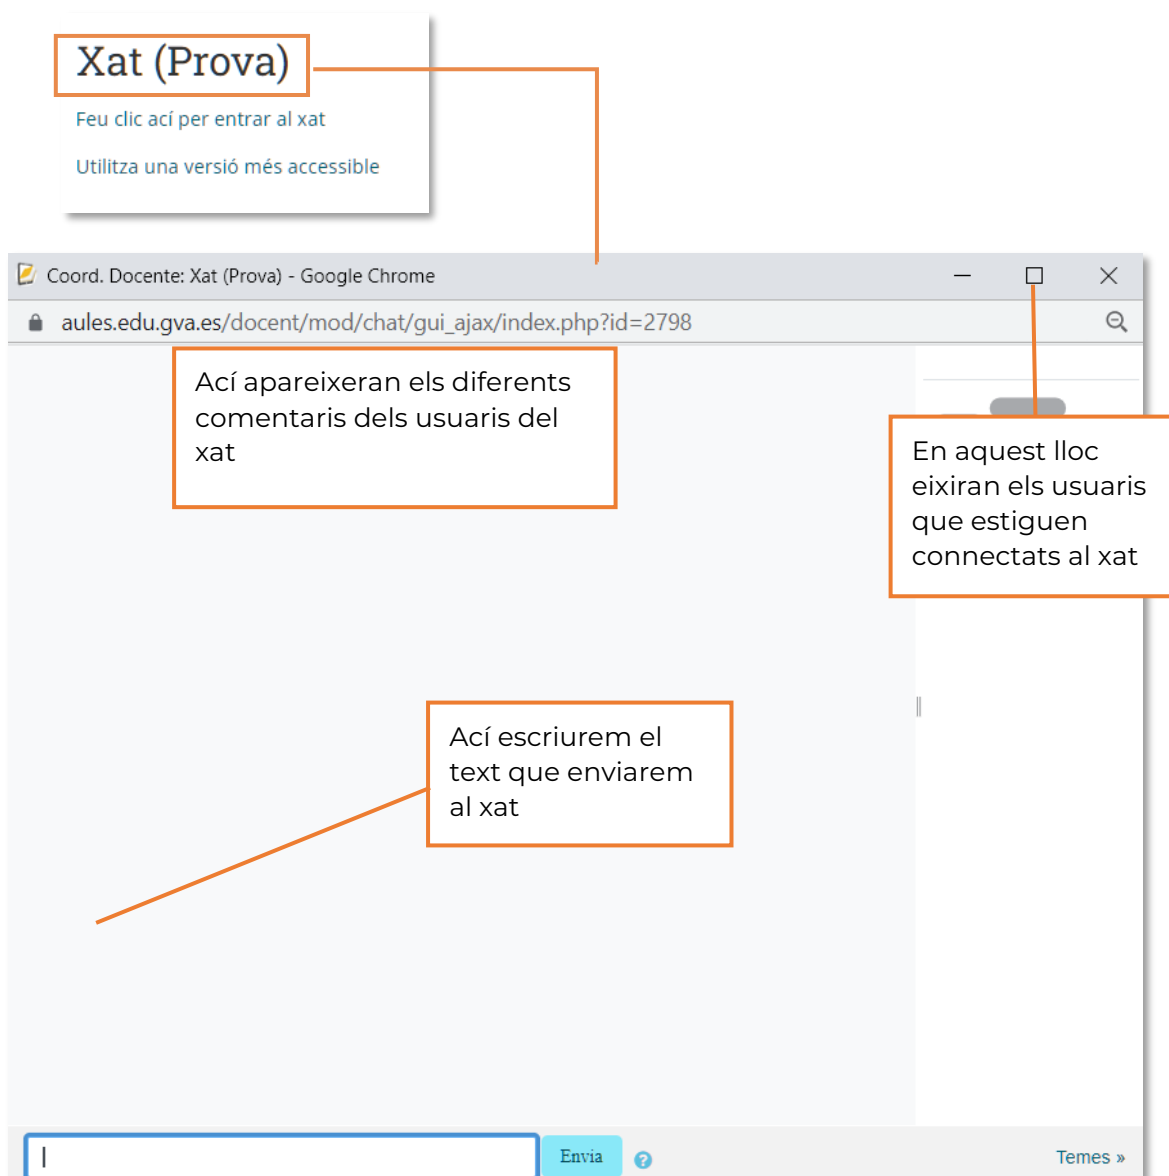 Xat (Prova)
Feu clic ací per entrar al xat
Utilitza una versió més accessible
Coord. Docente: Xat (Prova) - Google Chrome
aules.edu.gva.es/docent/mod/chat/gui_ajax/index.php?id=2798
Ací apareixeran els diferents
comentaris dels usuaris del
xat
En aquest lloc
eixiran els usuaris
que estiguen
connectats al xat
Ací escriurem el
text que enviarem
al xat
Envia
Temes »